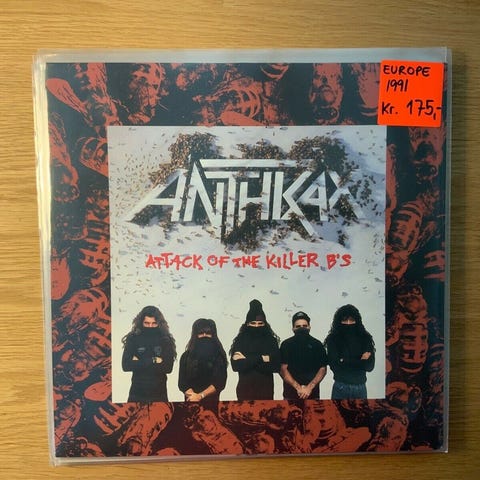 EUROPE
1991
Kr. 175,-
ANTHRAX
ATTACK OF THE KILLER B'S